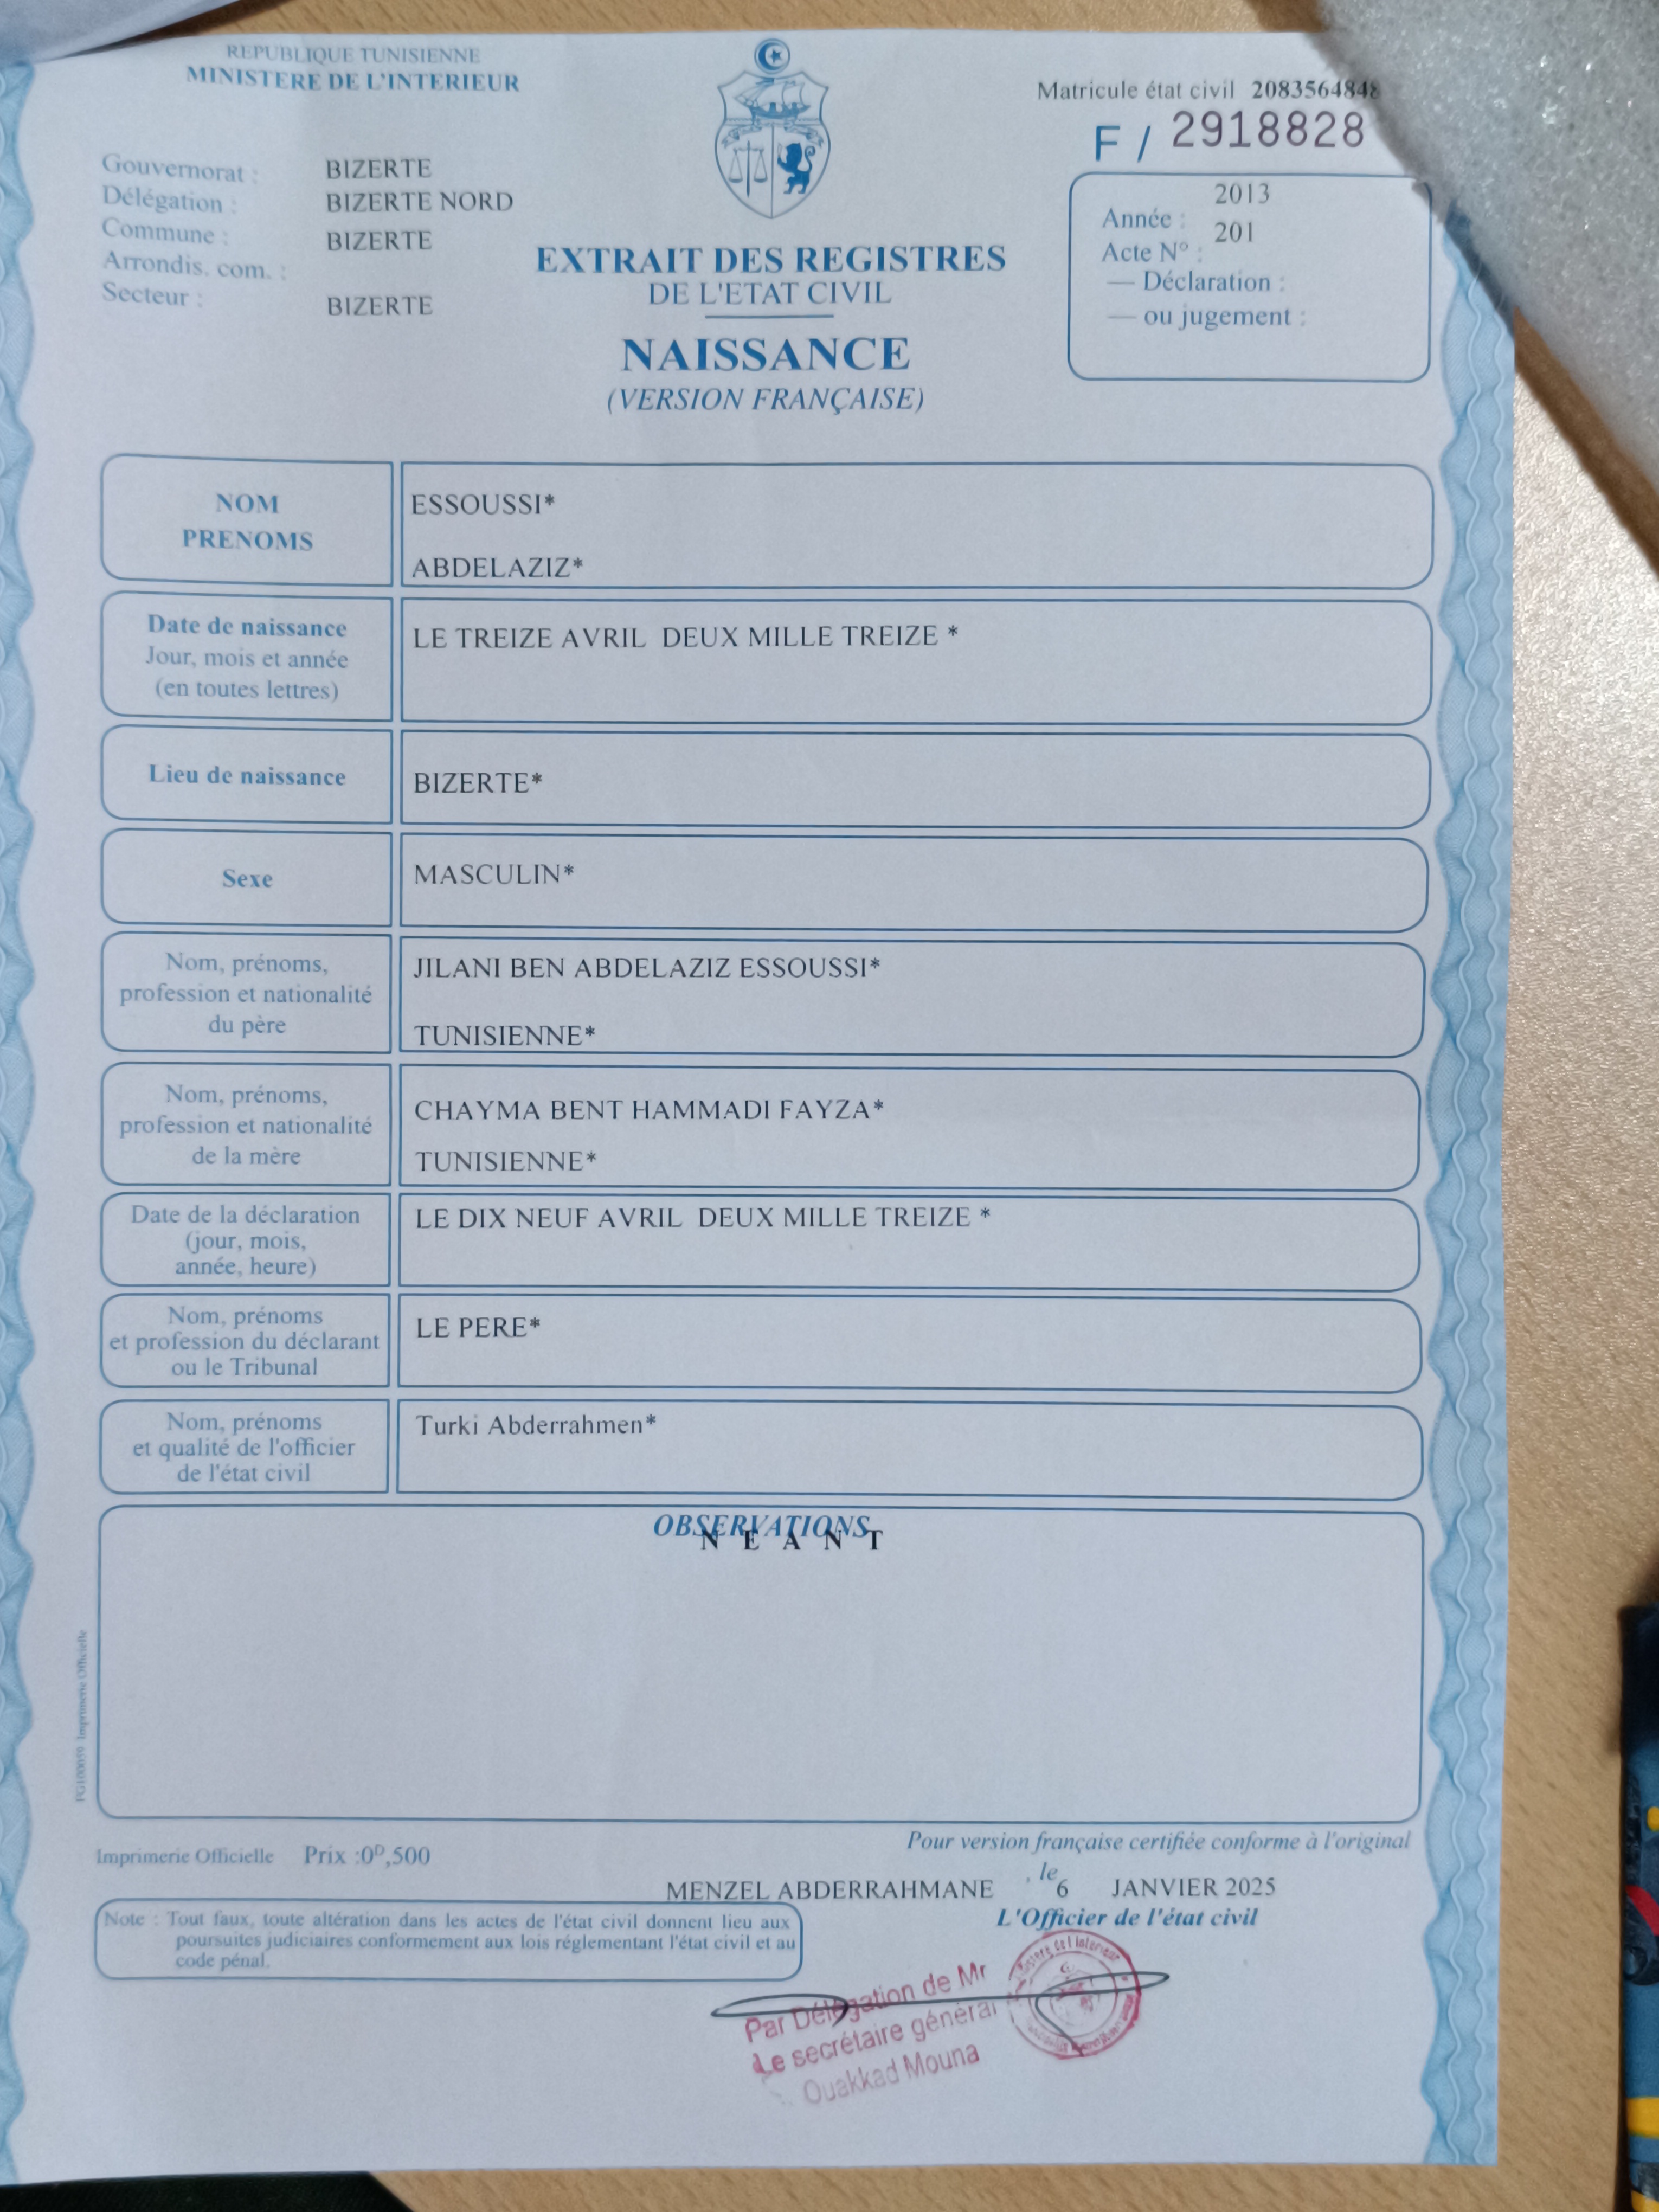 REPUBLIQUE TUNISIENNE
MINISTERE DE L'INTERIEUR
Matricule état civil 2083564848
F / 2918828
Gouvernorat : BIZERTE
Délégation : BIZERTE NORD
Commune : BIZERTE
Arrondis. com. :
Secteur : BIZERTE
2013
Année :
201
Acte N° :
— Déclaration :
— ou jugement :
EXTRAIT DES REGISTRES
DE L'ETAT CIVIL
NAISSANCE
(VERSION FRANÇAISE)
NOM
PRENOMS
ESSOUSSI*
ABDELAZIZ*
Date de naissance
Jour, mois et année
(en toutes lettres)
LE TREIZE AVRIL DEUX MILLE TREIZE *
Lieu de naissance
BIZERTE*
Sexe
MASCULIN*
Nom, prénoms,
profession et nationalité
du père
JILANI BEN ABDELAZIZ ESSOUSSI*
TUNISIENNE*
Nom, prénoms,
profession et nationalité
de la mère
CHAYMA BENT HAMMADI FAYZA*
TUNISIENNE*
Date de la déclaration
(jour, mois,
année, heure)
LE DIX NEUF AVRIL DEUX MILLE TREIZE *
Nom, prénoms
et profession du déclarant
ou le Tribunal
LE PERE*
Nom, prénoms
et qualité de l'officier
de l'état civil
Turki Abderrahmen*
OBSERVATIONS
N E A N T
PG100059 Imprimerie Officielle
Imprimerie Officielle Prix :0ᴰ,500
Pour version française certifiée conforme à l'original
MENZEL ABDERRAHMANE , le 6 JANVIER 2025
L'Officier de l'état civil
Note : Tout faux, toute altération dans les actes de l'état civil donnent lieu aux
poursuites judiciaires conformement aux lois réglementant l'état civil et au
code pénal.
Par Délégation de Mr
Le secrétaire général
Ouakkad Mouna